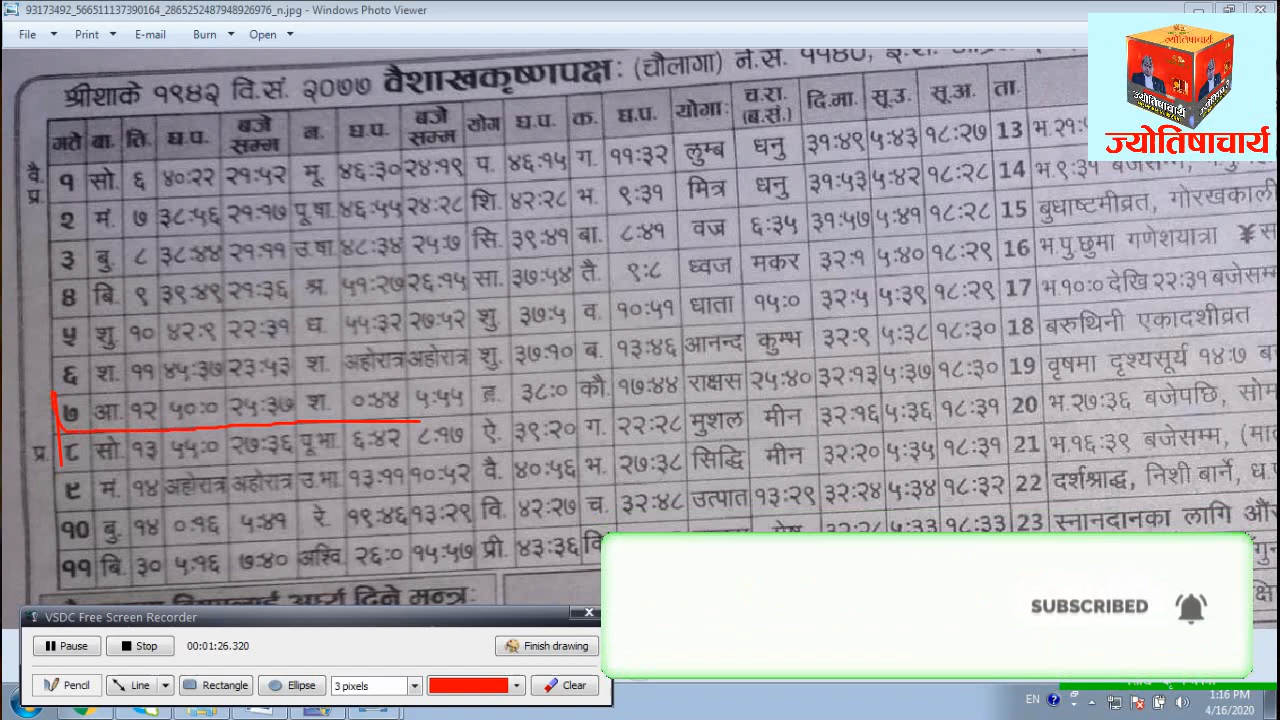 93173492_566511137390164_2865252487948926976_n.jpg - Windows Photo Viewer
File Print E-mail Burn Open
श्रीशाके १९४२ वि.सं. २०७७ वैशाखकृष्णपक्षः (चौलागा) ने.सं. ११४०,
गते बा. ति. घ.प. बजे सम्म न. घ.प. बजे सम्म योग घ.प. क. घ.प. योगाः च.रा. (ब.सं.) दि.मा. सू.उ. सू.अ. ता.
वै. प्र. १ सो. ६ ४०:२२ २१:५२ मू ४६:३० २४:१९ प. ४६:१५ ग. ११:३२ लुम्ब धनु ३१:४९ ५:४३ १८:२७ 13
२ मं. ७ ३८:५६ २१:१७ पू.षा. ४६:५५ २४:२८ शि. ४२:२८ भ. ९:३१ मित्र धनु ३१:५३ ५:४२ १८:२८ 14
३ बु. ८ ३८:४४ २१:११ उ.षा. ४८:३४ २५:७ सि. ३९:४१ बा. ८:४१ वज्र ६:३५ ३१:५७ ५:४१ १८:२८ 15 बुधाष्टमीव्रत, गोरखकाली
४ बि. ९ ३९:४९ २१:३६ श्र. ५१:२७ २६:१५ सा. ३७:५४ तै. ९:८ ध्वज मकर ३२:१ ५:४० १८:२९ 16 भ.पु.छुमा गणेशयात्रा
५ शु. १० ४२:९ २२:३१ ध. ५५:३२ २७:५२ शु. ३७:५ व. १०:५१ धाता १५:० ३२:५ ५:३९ १८:२९ 17 भ.१०:० देखि २२:३१ बजेसम्म
६ श. ११ ४५:३७ २३:५३ श. अहोरात्र अहोरात्र शु. ३७:१० ब. १३:४६ आनन्द कुम्भ ३२:९ ५:३८ १८:३० 18 बरुथिनी एकादशीव्रत
७ आ. १२ ५०:० २५:३७ श. ०:४४ ५:५५ ब्र. ३८:० कौ. १७:४४ राक्षस २५:४० ३२:१३ ५:३७ १८:३० 19 वृषमा दृश्यसूर्य १४:७
प्र. ८ सो. १३ ५५:० २७:३६ पू.भा. ६:४२ ८:१७ ऐ. ३९:२० ग. २२:२८ मुशल मीन ३२:१६ ५:३६ १८:३१ 20 भ.२७:३६ बजेपछि,
९ मं. १४ अहोरात्र अहोरात्र उ.भा. १३:११ १०:५२ वै. ४०:५६ भ. २७:३८ सिद्धि मीन ३२:२० ५:३५ १८:३१ 21 भ.१६:३९ बजेसम्म,
१० बु. १४ ०:१६ ५:४१ रे. १९:४६ १३:२९ वि. ४२:२७ च. ३२:४८ उत्पात १३:२९ ३२:२४ ५:३४ १८:३२ 22 दर्शश्राद्ध, निशी बार्ने,
११ बि. ३० ५:१६ ७:४० अश्वि. २६:० १५:५७ प्री. ४३:३६ ५:३३ १८:३३ 23 स्नानदानका लागि
ज्योतिषाचार्य
VSDC Free Screen Recorder
Pause Stop 00:01:26.320 Finish drawing
Pencil Line Rectangle Ellipse 3 pixels Clear
SUBSCRIBED
EN 1:16 PM
4/16/2020